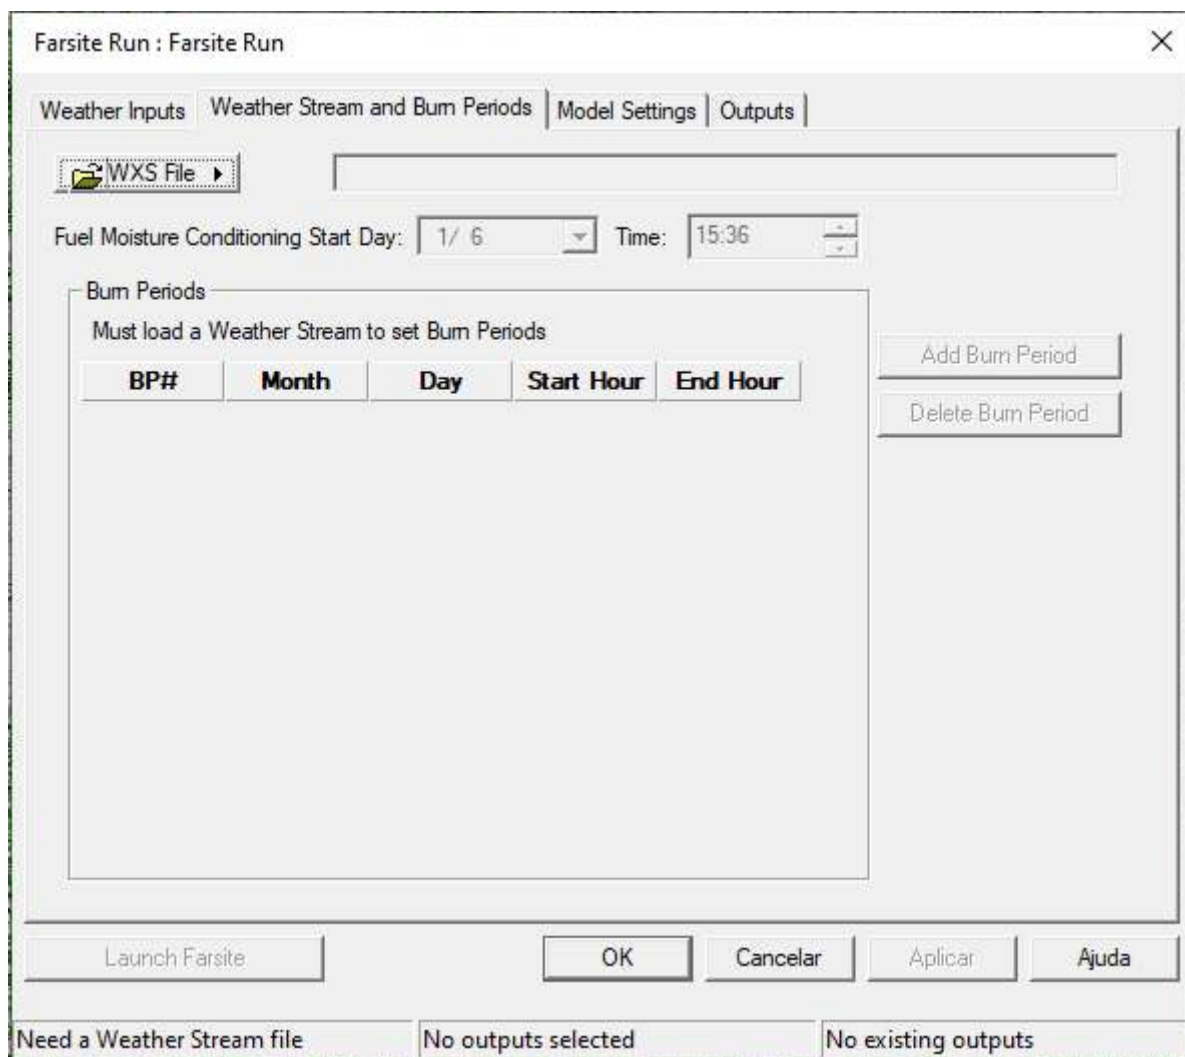 Farsite Run : Farsite Run
Weather Inputs Weather Stream and Burn Periods Model Settings Outputs
WXS File
Fuel Moisture Conditioning Start Day: 1/ 6 Time: 15:36
Burn Periods
Must load a Weather Stream to set Burn Periods
BP# Month Day Start Hour End Hour
Add Burn Period
Delete Burn Period
Launch Farsite OK Cancelar Aplicar Ajuda
Need a Weather Stream file No outputs selected No existing outputs